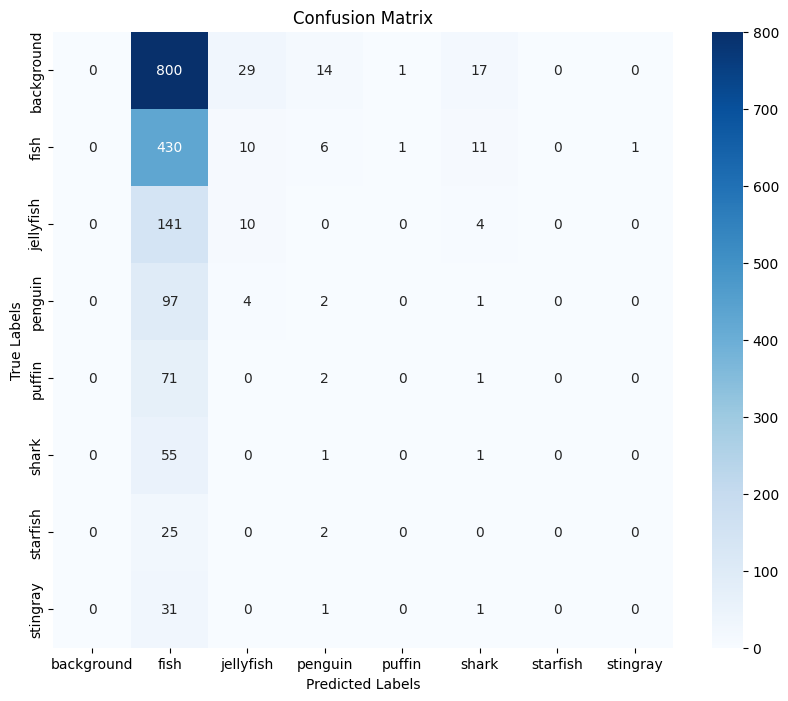 Confusion Matrix
background 0 800 29 14 1 17 0 0
fish 0 430 10 6 1 11 0 1
jellyfish 0 141 10 0 0 4 0 0
penguin 0 97 4 2 0 1 0 0
puffin 0 71 0 2 0 1 0 0
shark 0 55 0 1 0 1 0 0
starfish 0 25 0 2 0 0 0 0
stingray 0 31 0 1 0 1 0 0
True Labels
background fish jellyfish penguin puffin shark starfish stingray
Predicted Labels
800
700
600
500
400
300
200
100
0